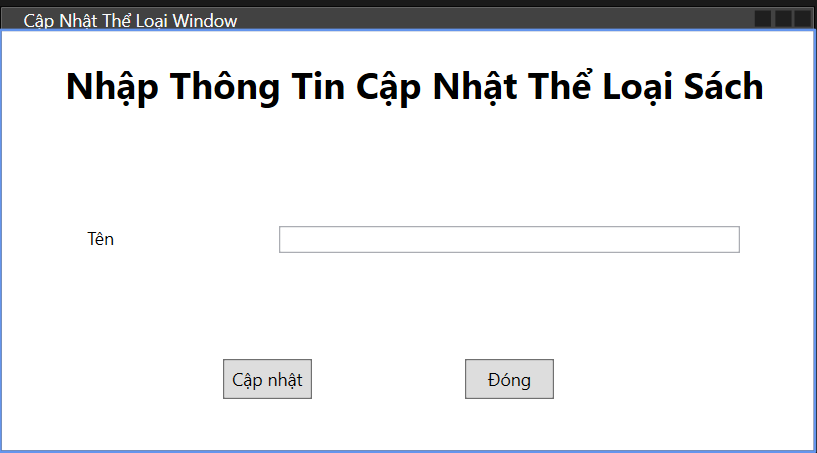 Cập Nhật Thể Loại Window
Nhập Thông Tin Cập Nhật Thể Loại Sách
Tên
Cập nhật
Đóng